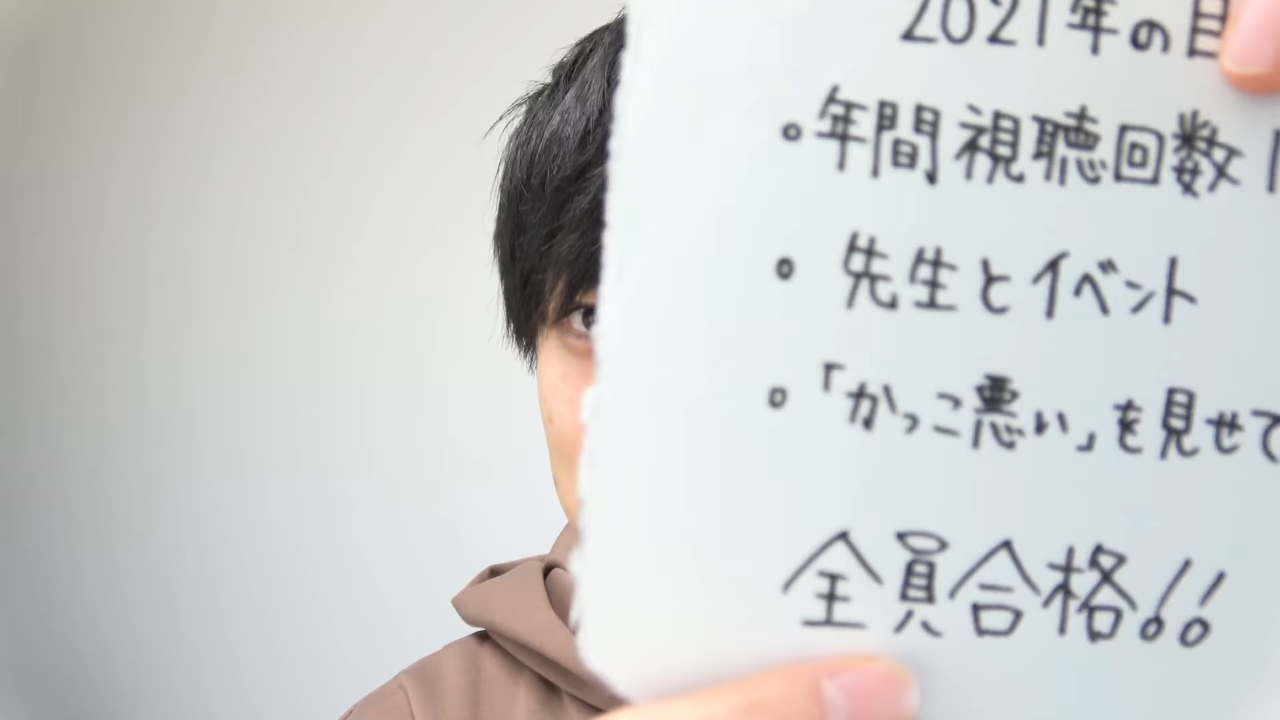 2021年の目
・年間視聴回数 1
・先生とイベント
・「かっこ悪い」を見せて
全員合格!!